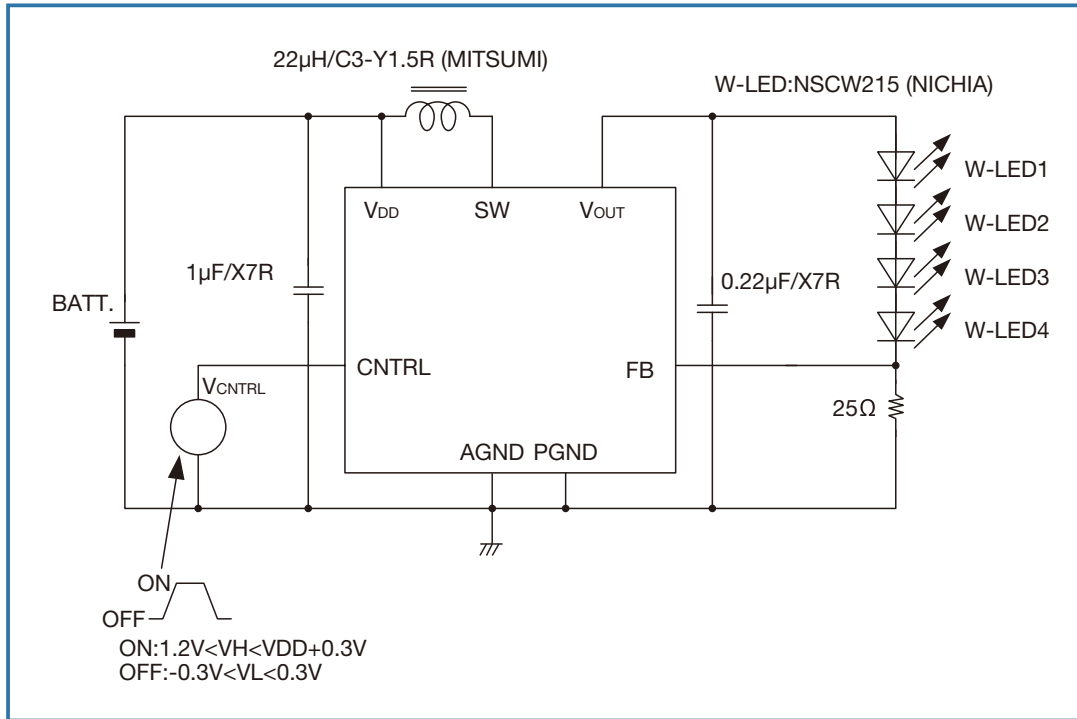 22µH/C3-Y1.5R (MITSUMI)
W-LED:NSCW215 (NICHIA)
VDD
SW
VOUT
W-LED1
W-LED2
1µF/X7R
0.22µF/X7R
W-LED3
BATT.
W-LED4
CNTRL
FB
VCNTRL
25Ω
AGND PGND
ON
OFF
ON:1.2V<VH<VDD+0.3V
OFF:-0.3V<VL<0.3V